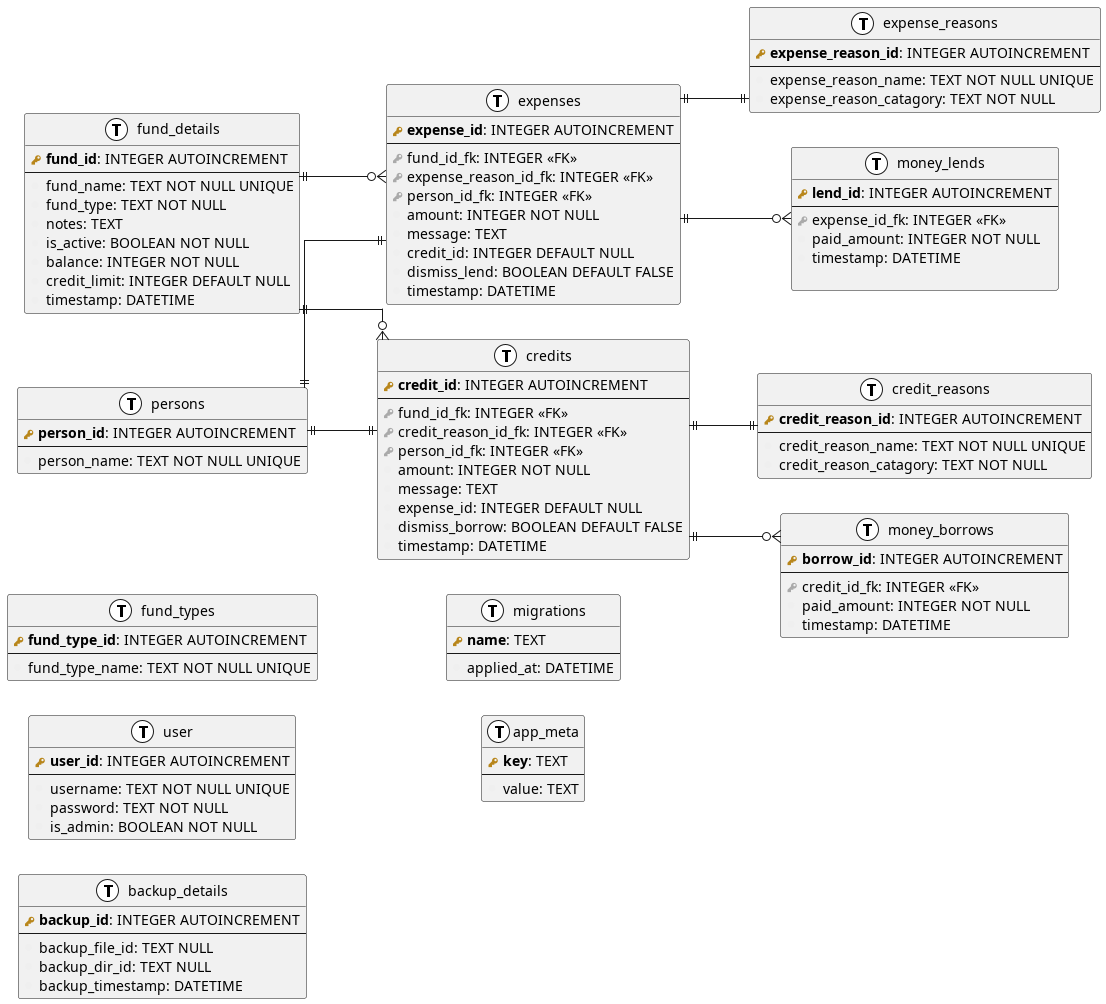 T expense_reasons
expense_reason_id: INTEGER AUTOINCREMENT
expense_reason_name: TEXT NOT NULL UNIQUE
expense_reason_catagory: TEXT NOT NULL
T expenses
expense_id: INTEGER AUTOINCREMENT
fund_id_fk: INTEGER «FK»
expense_reason_id_fk: INTEGER «FK»
person_id_fk: INTEGER «FK»
amount: INTEGER NOT NULL
message: TEXT
credit_id: INTEGER DEFAULT NULL
dismiss_lend: BOOLEAN DEFAULT FALSE
timestamp: DATETIME
T fund_details
fund_id: INTEGER AUTOINCREMENT
fund_name: TEXT NOT NULL UNIQUE
fund_type: TEXT NOT NULL
notes: TEXT
is_active: BOOLEAN NOT NULL
balance: INTEGER NOT NULL
credit_limit: INTEGER DEFAULT NULL
timestamp: DATETIME
T money_lends
lend_id: INTEGER AUTOINCREMENT
expense_id_fk: INTEGER «FK»
paid_amount: INTEGER NOT NULL
timestamp: DATETIME
T credits
credit_id: INTEGER AUTOINCREMENT
fund_id_fk: INTEGER «FK»
credit_reason_id_fk: INTEGER «FK»
person_id_fk: INTEGER «FK»
amount: INTEGER NOT NULL
message: TEXT
expense_id: INTEGER DEFAULT NULL
dismiss_borrow: BOOLEAN DEFAULT FALSE
timestamp: DATETIME
T persons
person_id: INTEGER AUTOINCREMENT
person_name: TEXT NOT NULL UNIQUE
T credit_reasons
credit_reason_id: INTEGER AUTOINCREMENT
credit_reason_name: TEXT NOT NULL UNIQUE
credit_reason_catagory: TEXT NOT NULL
T money_borrows
borrow_id: INTEGER AUTOINCREMENT
credit_id_fk: INTEGER «FK»
paid_amount: INTEGER NOT NULL
timestamp: DATETIME
T fund_types
fund_type_id: INTEGER AUTOINCREMENT
fund_type_name: TEXT NOT NULL UNIQUE
T migrations
name: TEXT
applied_at: DATETIME
T user
user_id: INTEGER AUTOINCREMENT
username: TEXT NOT NULL UNIQUE
password: TEXT NOT NULL
is_admin: BOOLEAN NOT NULL
T app_meta
key: TEXT
value: TEXT
T backup_details
backup_id: INTEGER AUTOINCREMENT
backup_file_id: TEXT NULL
backup_dir_id: TEXT NULL
backup_timestamp: DATETIME